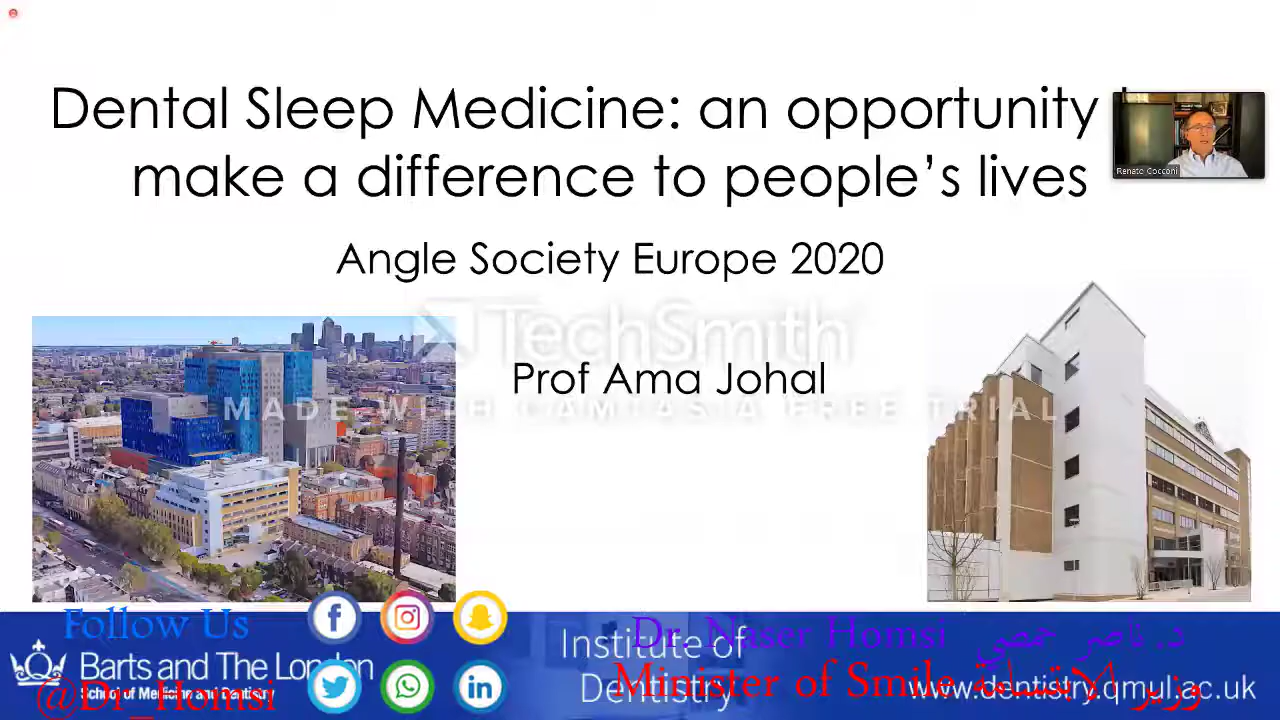 Dental Sleep Medicine: an opportunity
make a difference to people's lives
Renato Cocconi
Angle Society Europe 2020
TechSmith
Prof Ama Johal
MADE WITH CAMTASIA FREE TRIAL
Follow Us
Barts and The London
School of Medicine and Dentistry
@Dr_Homsi
Institute of
Dentistry
Dr. Naser Homsi د. ناصر حمصي
Minister of Smile وزير الابتسامة
www.dentistry.qmul.ac.uk